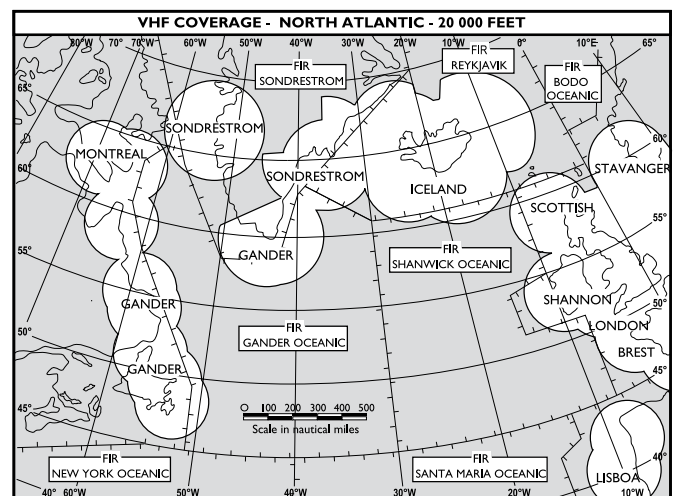 VHF COVERAGE - NORTH ATLANTIC - 20 000 FEET
80°W 70° 70°W 60°W 50°W 40°W 30°W 20°W 10°W 0° 10°E 65°
FIR
SONDRESTROM
FIR
REYKJAVIK
FIR
BODO
OCEANIC
65°
SONDRESTROM
60°
MONTREAL
STAVANGER
60°
SONDRESTROM
ICELAND
SCOTTISH
55°
55°
GANDER
FIR
SHANWICK OCEANIC
GANDER
SHANNON
50°
50°
FIR
GANDER OCEANIC
LONDON
BREST
GANDER
45°
45°
0 100 200 300 400 500
Scale in nautical miles
FIR
NEW YORK OCEANIC
FIR
SANTA MARIA OCEANIC
40°
LISBOA
40° 60°W 50°W 40°W 20°W 10°W